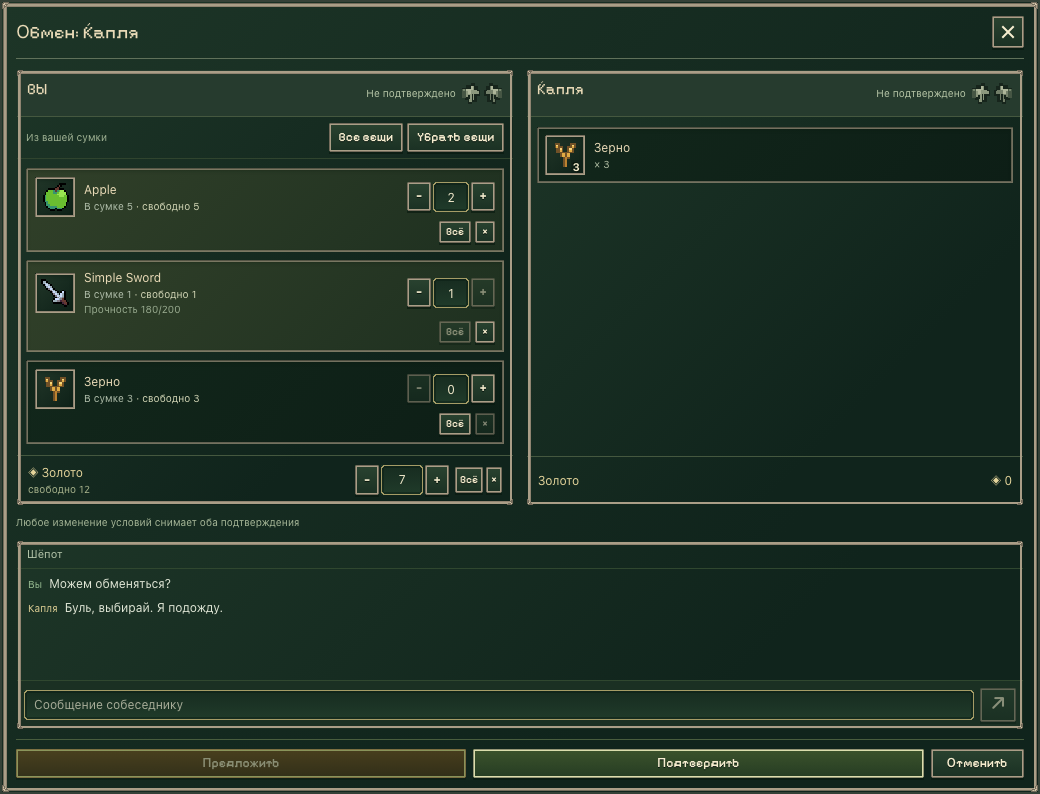 Обмен: Капля
Вы
Не подтверждено
Из вашей сумки
Все вещи
Убрать вещи
Apple
В сумке 5 · свободно 5
- 2 +
Всё ×
Simple Sword
В сумке 1 · свободно 1
Прочность 180/200
- 1 +
Всё ×
Зерно
В сумке 3 · свободно 3
- 0 +
Всё ×
Золото
свободно 12
- 7 + Всё ×
Капля
Не подтверждено
3
Зерно
× 3
Золото
0
Любое изменение условий снимает оба подтверждения
Шёпот
Вы Можем обменяться?
Капля Буль, выбирай. Я подожду.
Сообщение собеседнику
Предложить
Подтвердить
Отменить